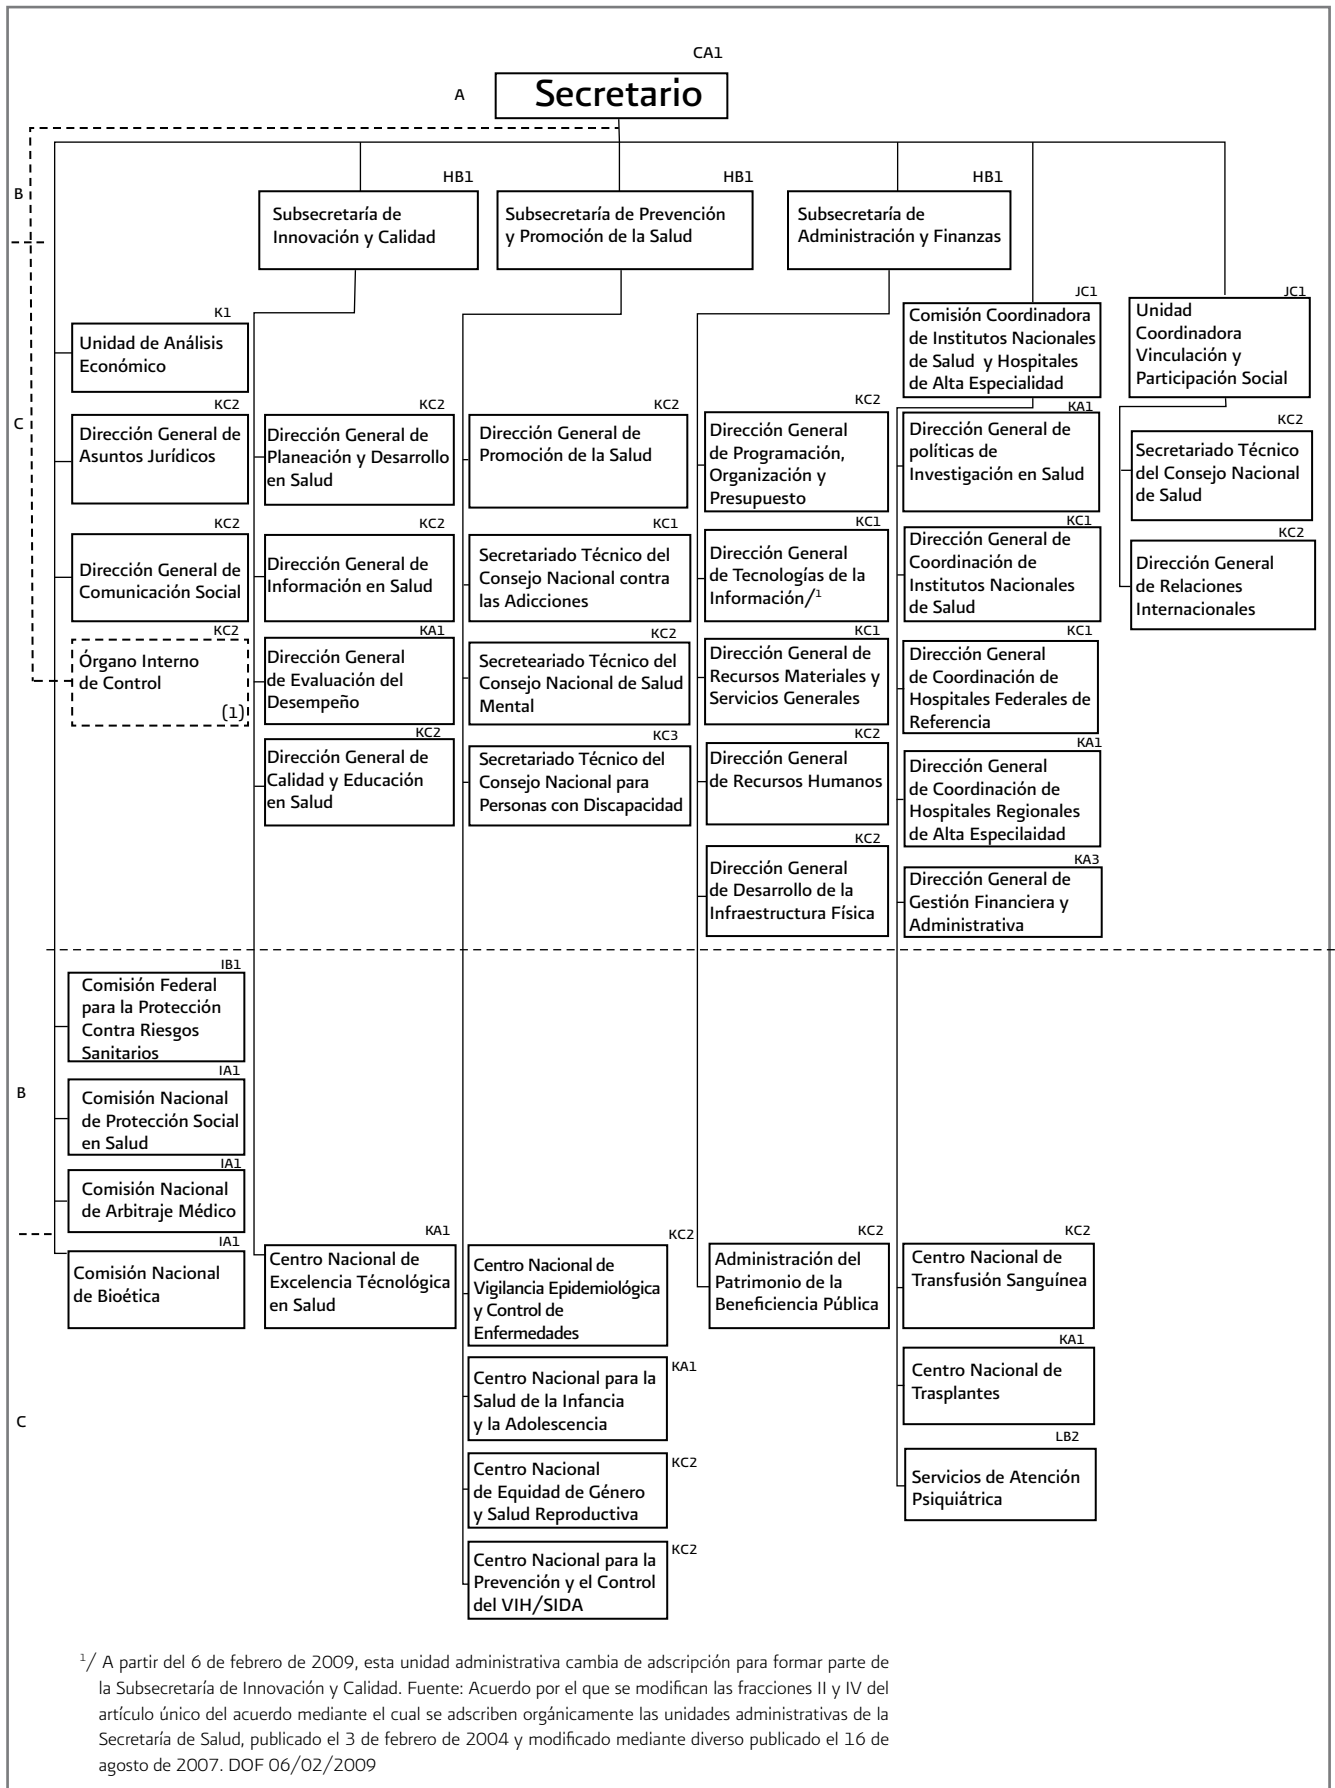 CA1
A
Secretario
B
HB1
Subsecretaría de
Innovación y Calidad
HB1
Subsecretaría de Prevención
y Promoción de la Salud
HB1
Subsecretaría de
Administración y Finanzas
C
K1
Unidad de Análisis
Económico
KC2
Dirección General de
Asuntos Jurídicos
KC2
Dirección General de
Comunicación Social
KC2
Órgano Interno
de Control
(1)
KC2
Dirección General de
Planeación y Desarrollo
en Salud
KC2
Dirección General de
Información en Salud
KA1
Dirección General
de Evaluación del
Desempeño
KC2
Dirección General de
Calidad y Educación
en Salud
KC2
Dirección General de
Promoción de la Salud
KC1
Secretariado Técnico del
Consejo Nacional contra
las Adicciones
KC2
Secreteariado Técnico del
Consejo Nacional de Salud
Mental
KC3
Secretariado Técnico del
Consejo Nacional para
Personas con Discapacidad
KC2
Dirección General
de Programación,
Organización y
Presupuesto
KC1
Dirección General
de Tecnologías de la
Información/1
KC1
Dirección General de
Recursos Materiales y
Servicios Generales
KC2
Dirección General
de Recursos Humanos
KC2
Dirección General
de Desarrollo de la
Infraestructura Física
JC1
Comisión Coordinadora
de Institutos Nacionales
de Salud y Hospitales
de Alta Especialidad
KA1
Dirección General de
políticas de
Investigación en Salud
KC1
Dirección General de
Coordinación de
Institutos Nacionales
de Salud
KC1
Dirección General
de Coordinación de
Hospitales Federales de
Referencia
KA1
Dirección General
de Coordinación de
Hospitales Regionales
de Alta Especilaidad
KA3
Dirección General de
Gestión Financiera y
Administrativa
JC1
Unidad
Coordinadora
Vinculación y
Participación Social
KC2
Secretariado Técnico
del Consejo Nacional
de Salud
KC2
Dirección General
de Relaciones
Internacionales
B
IB1
Comisión Federal
para la Protección
Contra Riesgos
Sanitarios
IA1
Comisión Nacional
de Protección Social
en Salud
IA1
Comisión Nacional
de Arbitraje Médico
IA1
Comisión Nacional
de Bioética
C
KA1
Centro Nacional de
Excelencia Técnológica
en Salud
KC2
Centro Nacional de
Vigilancia Epidemiológica
y Control de
Enfermedades
KA1
Centro Nacional para la
Salud de la Infancia
y la Adolescencia
KC2
Centro Nacional
de Equidad de Género
y Salud Reproductiva
KC2
Centro Nacional para la
Prevención y el Control
del VIH/SIDA
KC2
Administración del
Patrimonio de la
Beneficiencia Pública
KC2
Centro Nacional de
Transfusión Sanguínea
KA1
Centro Nacional de
Trasplantes
LB2
Servicios de Atención
Psiquiátrica
1/ A partir del 6 de febrero de 2009, esta unidad administrativa cambia de adscripción para formar parte de
la Subsecretaría de Innovación y Calidad. Fuente: Acuerdo por el que se modifican las fracciones II y IV del
artículo único del acuerdo mediante el cual se adscriben orgánicamente las unidades administrativas de la
Secretaría de Salud, publicado el 3 de febrero de 2004 y modificado mediante diverso publicado el 16 de
agosto de 2007. DOF 06/02/2009